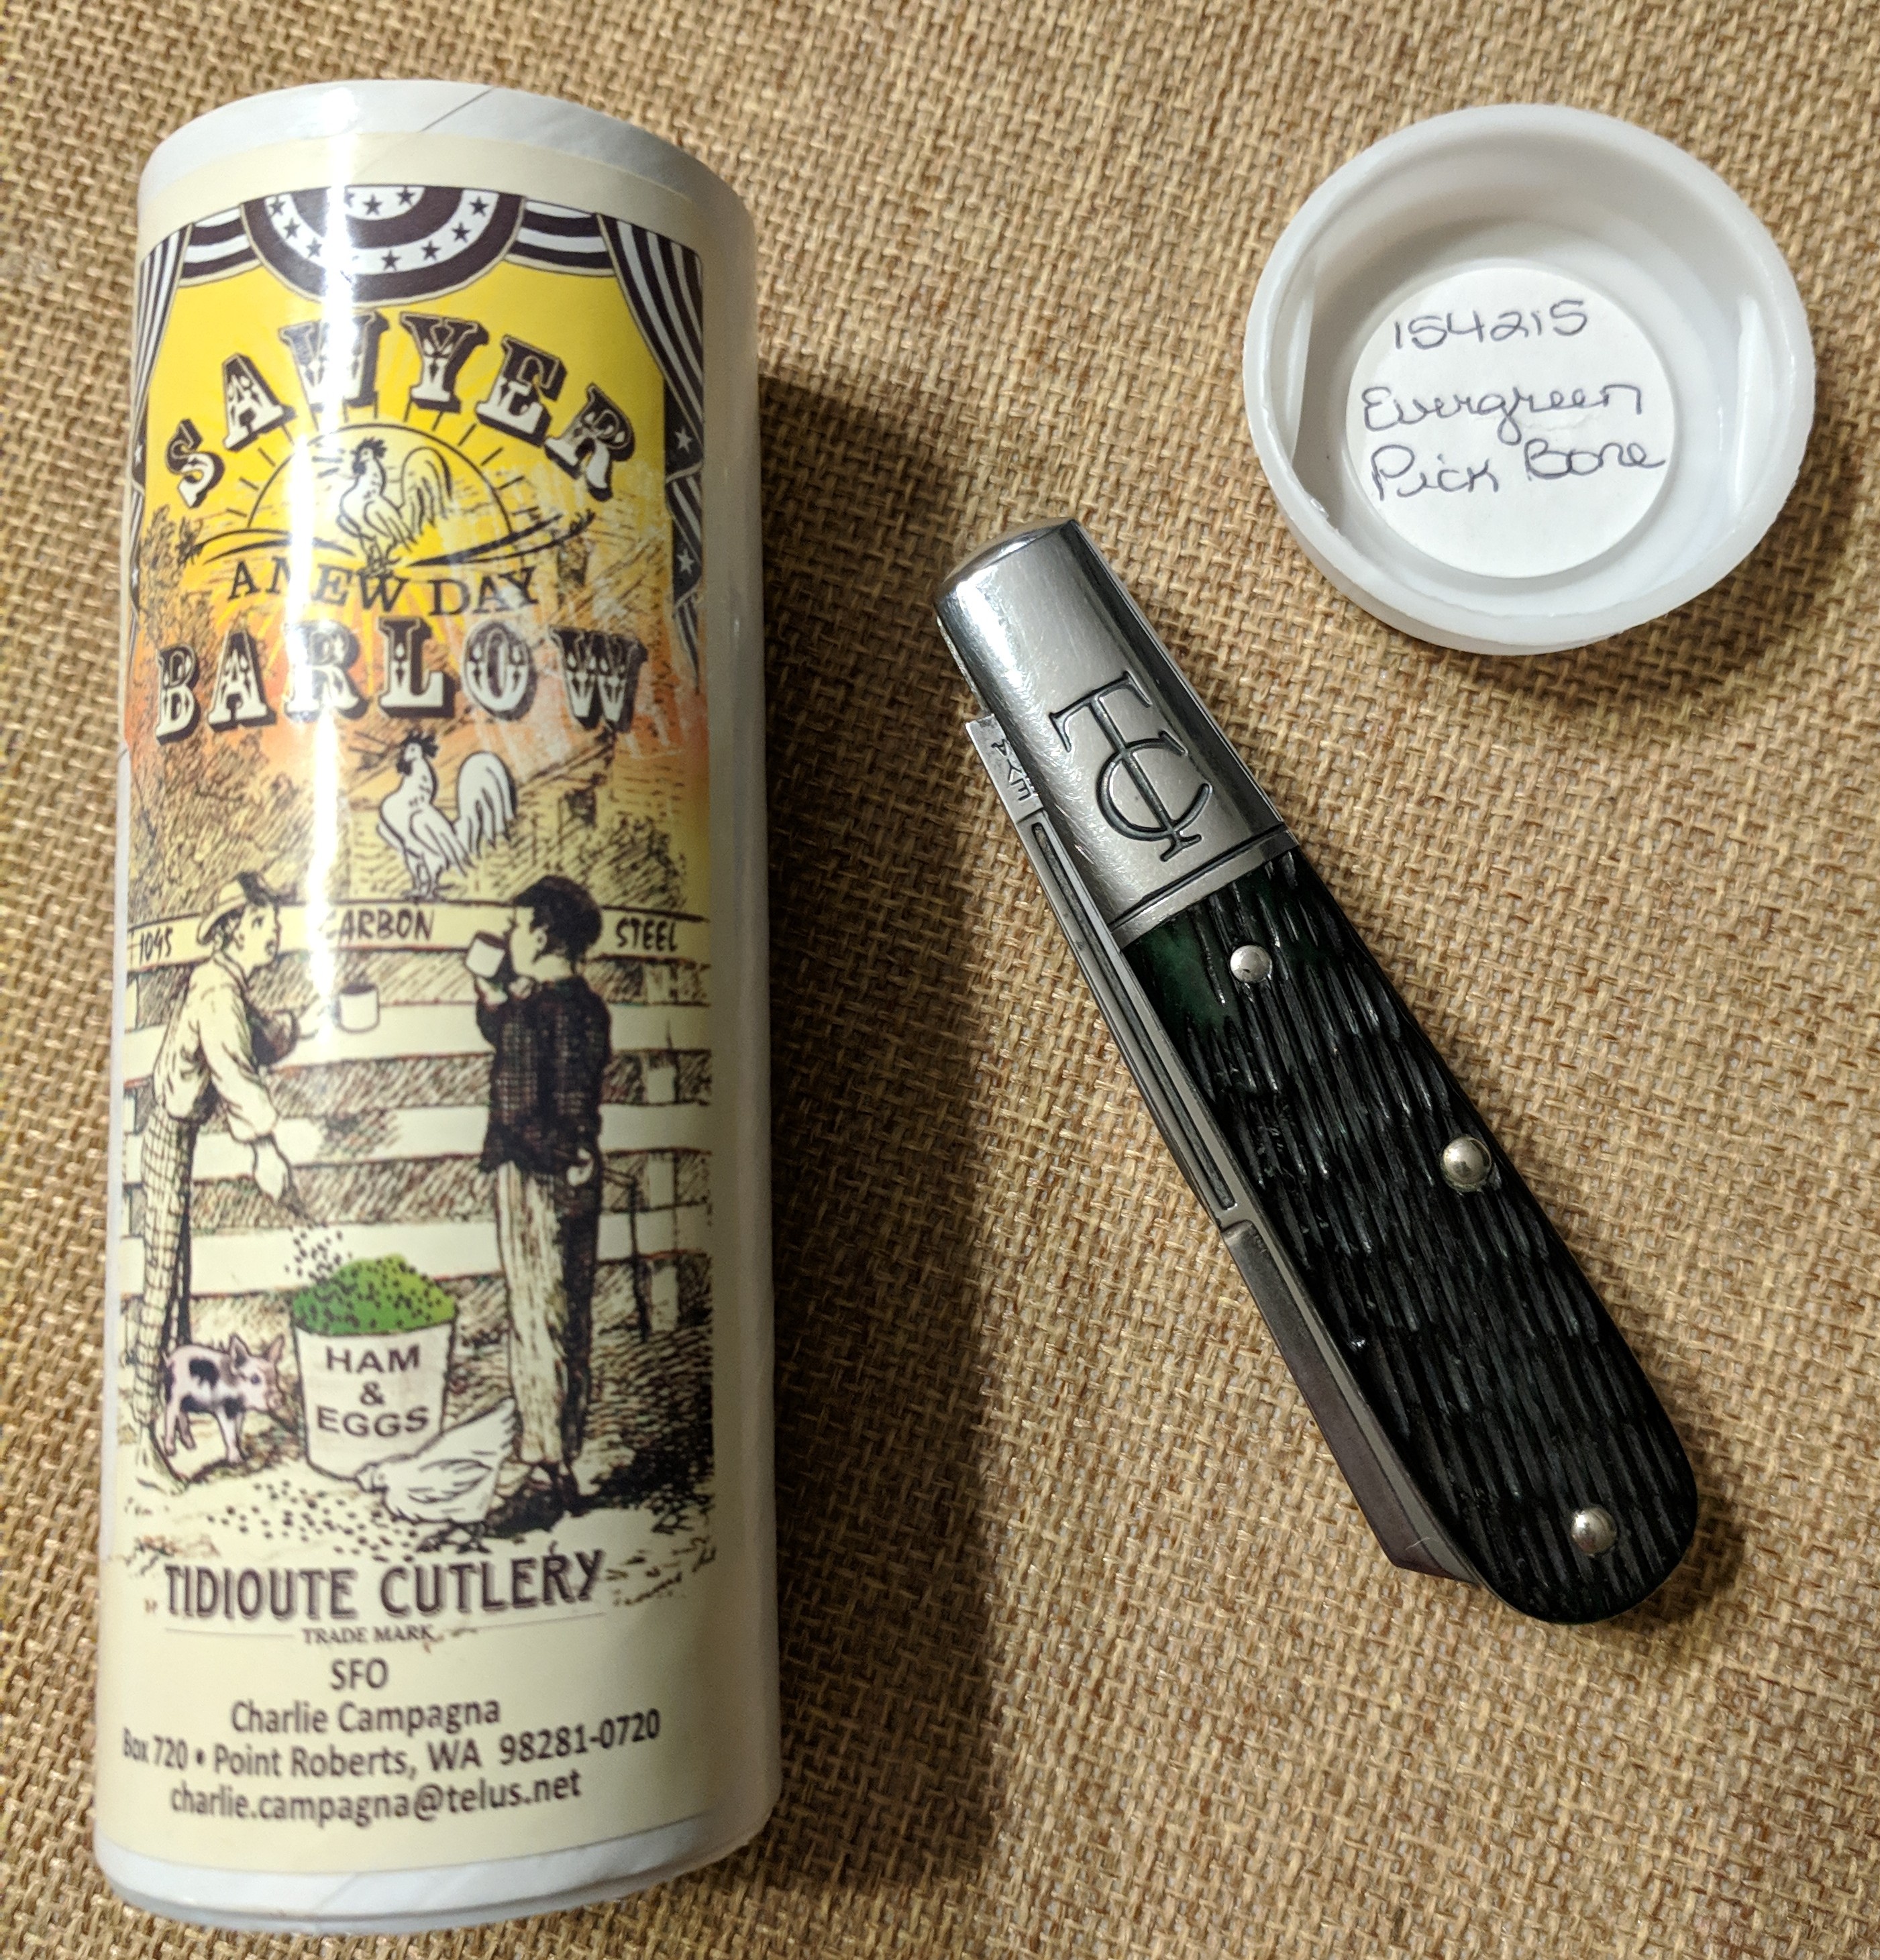 SAWYER
A NEW DAY
BARLOW
1095 CARBON STEEL
HAM
&
EGGS
TIDIOUTE CUTLERY
TRADE MARK
SFO
Charlie Campagna
Box 720 • Point Roberts, WA 98281-0720
charlie.campagna@telus.net
TC
154215
Evergreen
Pick Bone